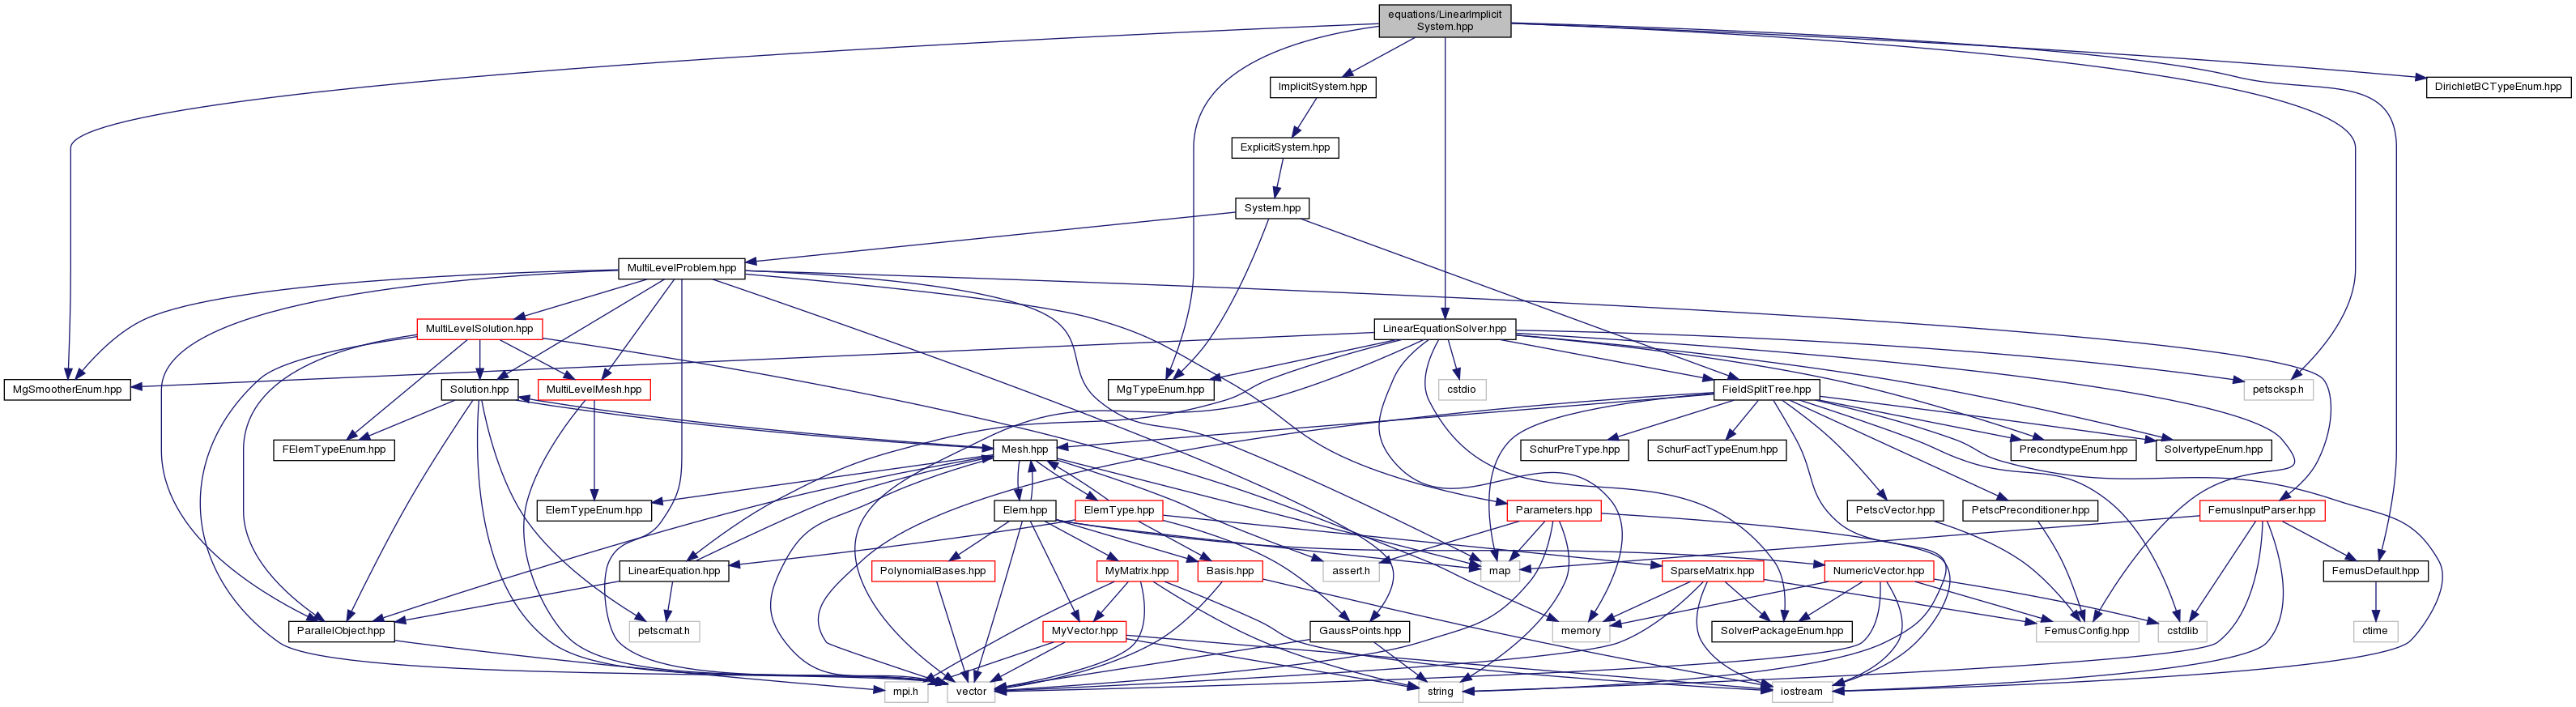 equations/LinearImplicit
System.hpp
ImplicitSystem.hpp
DirichletBCTypeEnum.hpp
ExplicitSystem.hpp
System.hpp
MultiLevelProblem.hpp
MultiLevelSolution.hpp
LinearEquationSolver.hpp
MgSmootherEnum.hpp
Solution.hpp
MultiLevelMesh.hpp
MgTypeEnum.hpp
cstdio
FieldSplitTree.hpp
petscksp.h
FElemTypeEnum.hpp
Mesh.hpp
SchurPreType.hpp
SchurFactTypeEnum.hpp
PrecondtypeEnum.hpp
SolvertypeEnum.hpp
ElemTypeEnum.hpp
Elem.hpp
ElemType.hpp
Parameters.hpp
PetscVector.hpp
PetscPreconditioner.hpp
FemusInputParser.hpp
LinearEquation.hpp
PolynomialBases.hpp
MyMatrix.hpp
Basis.hpp
assert.h
map
SparseMatrix.hpp
NumericVector.hpp
FemusDefault.hpp
ParallelObject.hpp
petscmat.h
MyVector.hpp
GaussPoints.hpp
memory
SolverPackageEnum.hpp
FemusConfig.hpp
cstdlib
ctime
mpi.h
vector
string
iostream